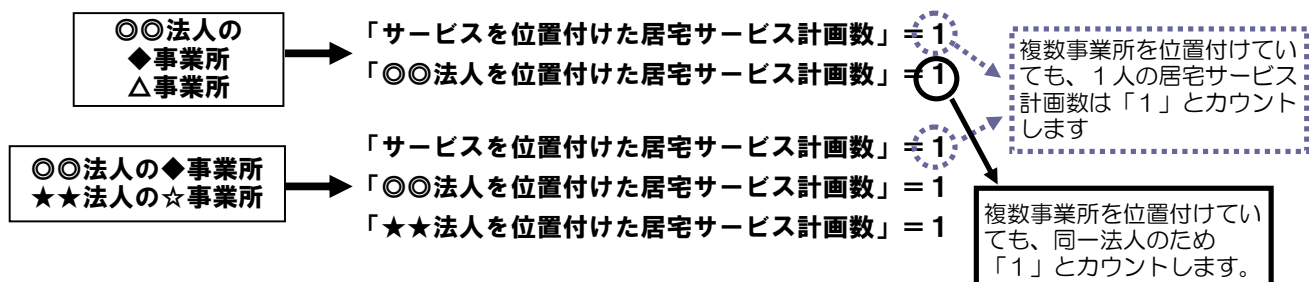 ◎◎法人の
◆事業所
△事業所
「サービスを位置付けた居宅サービス計画数」＝１
「◎◎法人を位置付けた居宅サービス計画数」＝１
複数事業所を位置付けてい
ても、１人の居宅サービス
計画数は「１」とカウント
します
◎◎法人の◆事業所
★★法人の☆事業所
「サービスを位置付けた居宅サービス計画数」＝１
「◎◎法人を位置付けた居宅サービス計画数」＝１
「★★法人を位置付けた居宅サービス計画数」＝１
複数事業所を位置付けてい
ても、同一法人のため
「１」とカウントします。